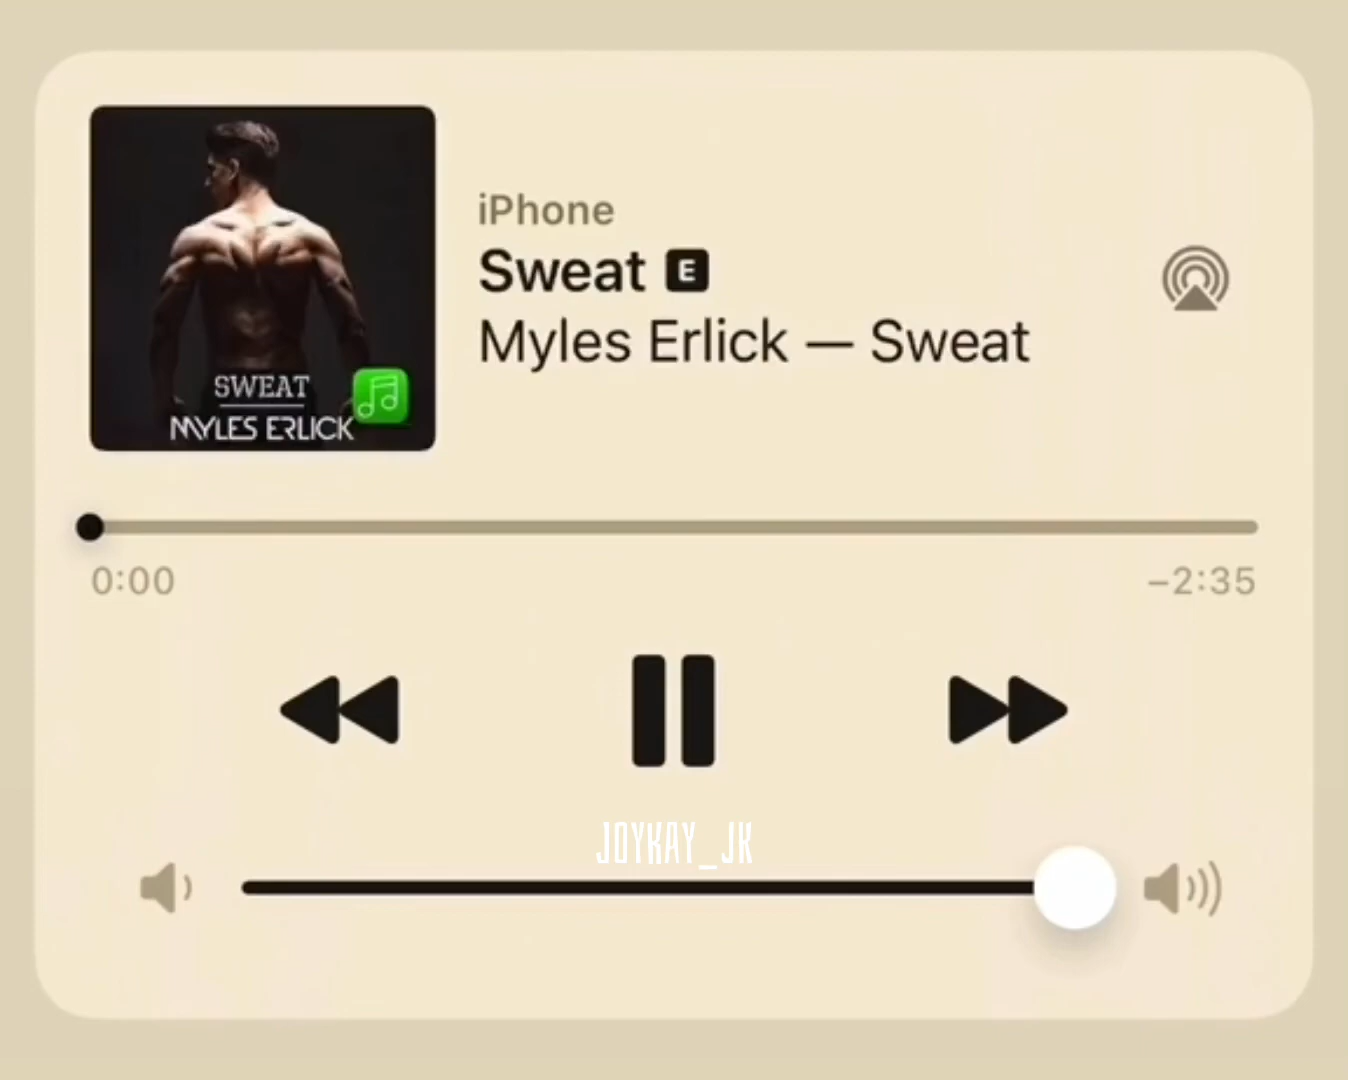 iPhone
Sweat E
Myles Erlick — Sweat
SWEAT
MYLES ERLICK
0:00
−2:35
JOYKAY_JK